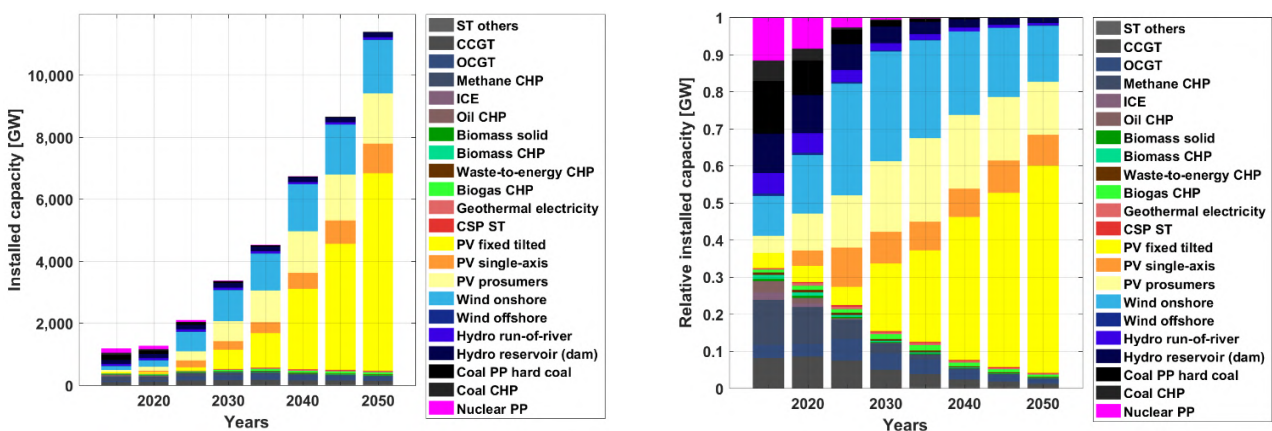 Installed capacity [GW]
10,000
8,000
6,000
4,000
2,000
0
2020
2030
2040
2050
Years
ST others
CCGT
OCGT
Methane CHP
ICE
Oil CHP
Biomass solid
Biomass CHP
Waste-to-energy CHP
Biogas CHP
Geothermal electricity
CSP ST
PV fixed tilted
PV single-axis
PV prosumers
Wind onshore
Wind offshore
Hydro run-of-river
Hydro reservoir (dam)
Coal PP hard coal
Coal CHP
Nuclear PP
Relative installed capacity [GW]
1
0.9
0.8
0.7
0.6
0.5
0.4
0.3
0.2
0.1
0
2020
2030
2040
2050
Years
ST others
CCGT
OCGT
Methane CHP
ICE
Oil CHP
Biomass solid
Biomass CHP
Waste-to-energy CHP
Biogas CHP
Geothermal electricity
CSP ST
PV fixed tilted
PV single-axis
PV prosumers
Wind onshore
Wind offshore
Hydro run-of-river
Hydro reservoir (dam)
Coal PP hard coal
Coal CHP
Nuclear PP